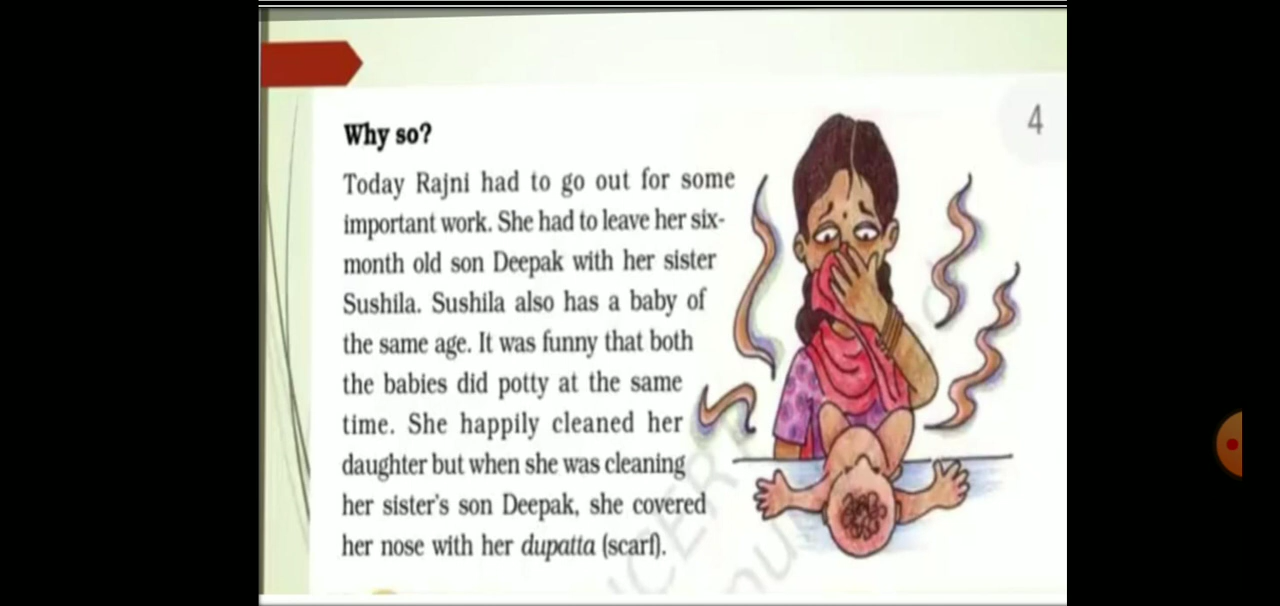 4
Why so?
Today Rajni had to go out for some
important work. She had to leave her six-
month old son Deepak with her sister
Sushila. Sushila also has a baby of
the same age. It was funny that both
the babies did potty at the same
time. She happily cleaned her
daughter but when she was cleaning
her sister's son Deepak, she covered
her nose with her dupatta (scarf).